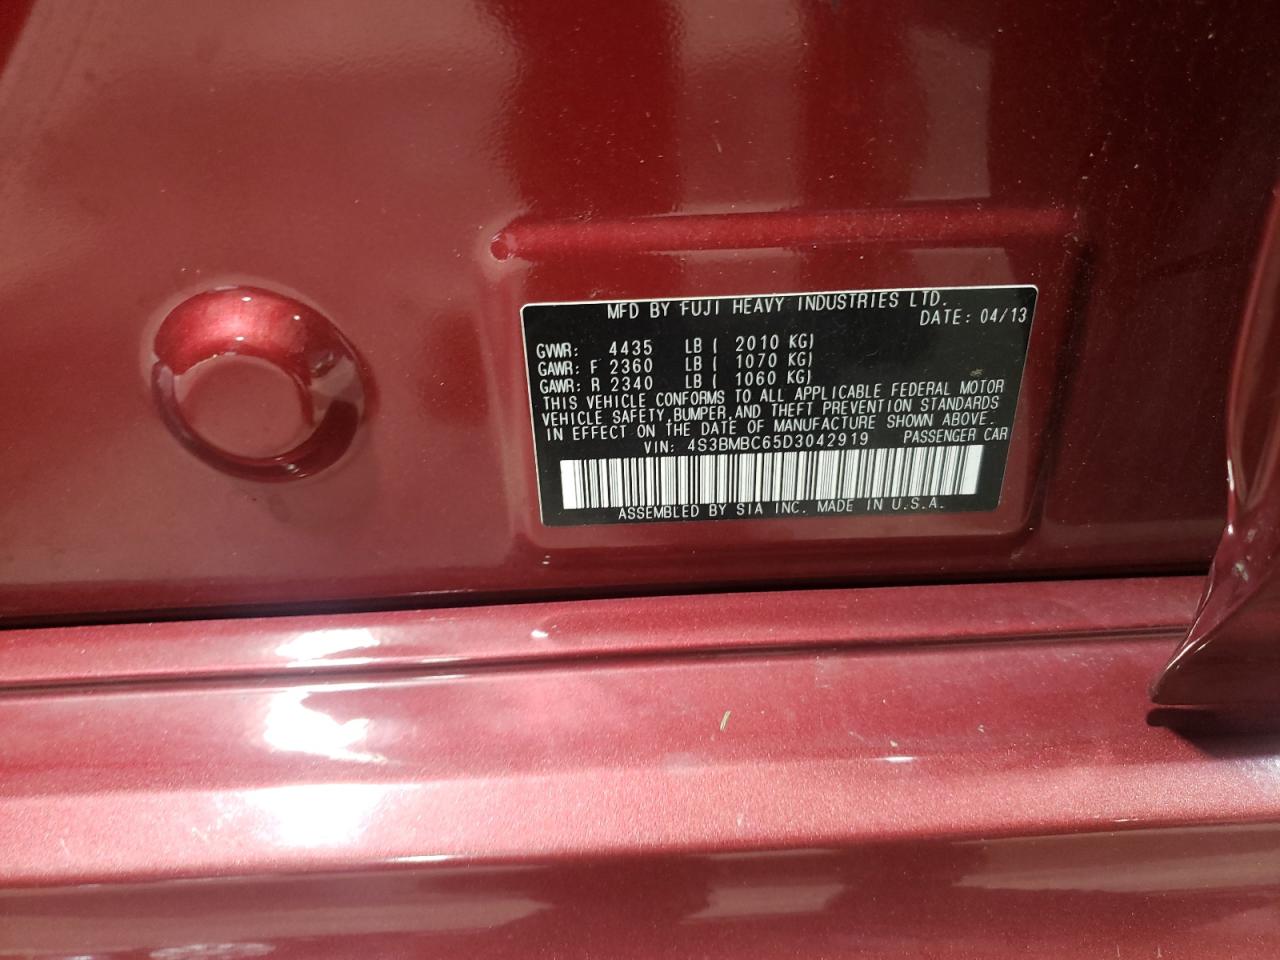 MFD BY FUJI HEAVY INDUSTRIES LTD.
DATE: 04/13
GVWR: 4435 LB ( 2010 KG)
GAWR: F 2360 LB ( 1070 KG)
GAWR: R 2340 LB ( 1060 KG)
THIS VEHICLE CONFORMS TO ALL APPLICABLE FEDERAL MOTOR
VEHICLE SAFETY, BUMPER, AND THEFT PREVENTION STANDARDS
IN EFFECT ON THE DATE OF MANUFACTURE SHOWN ABOVE.
VIN: 4S3BMBC65D3042919 PASSENGER CAR
ASSEMBLED BY SIA INC. MADE IN U.S.A.